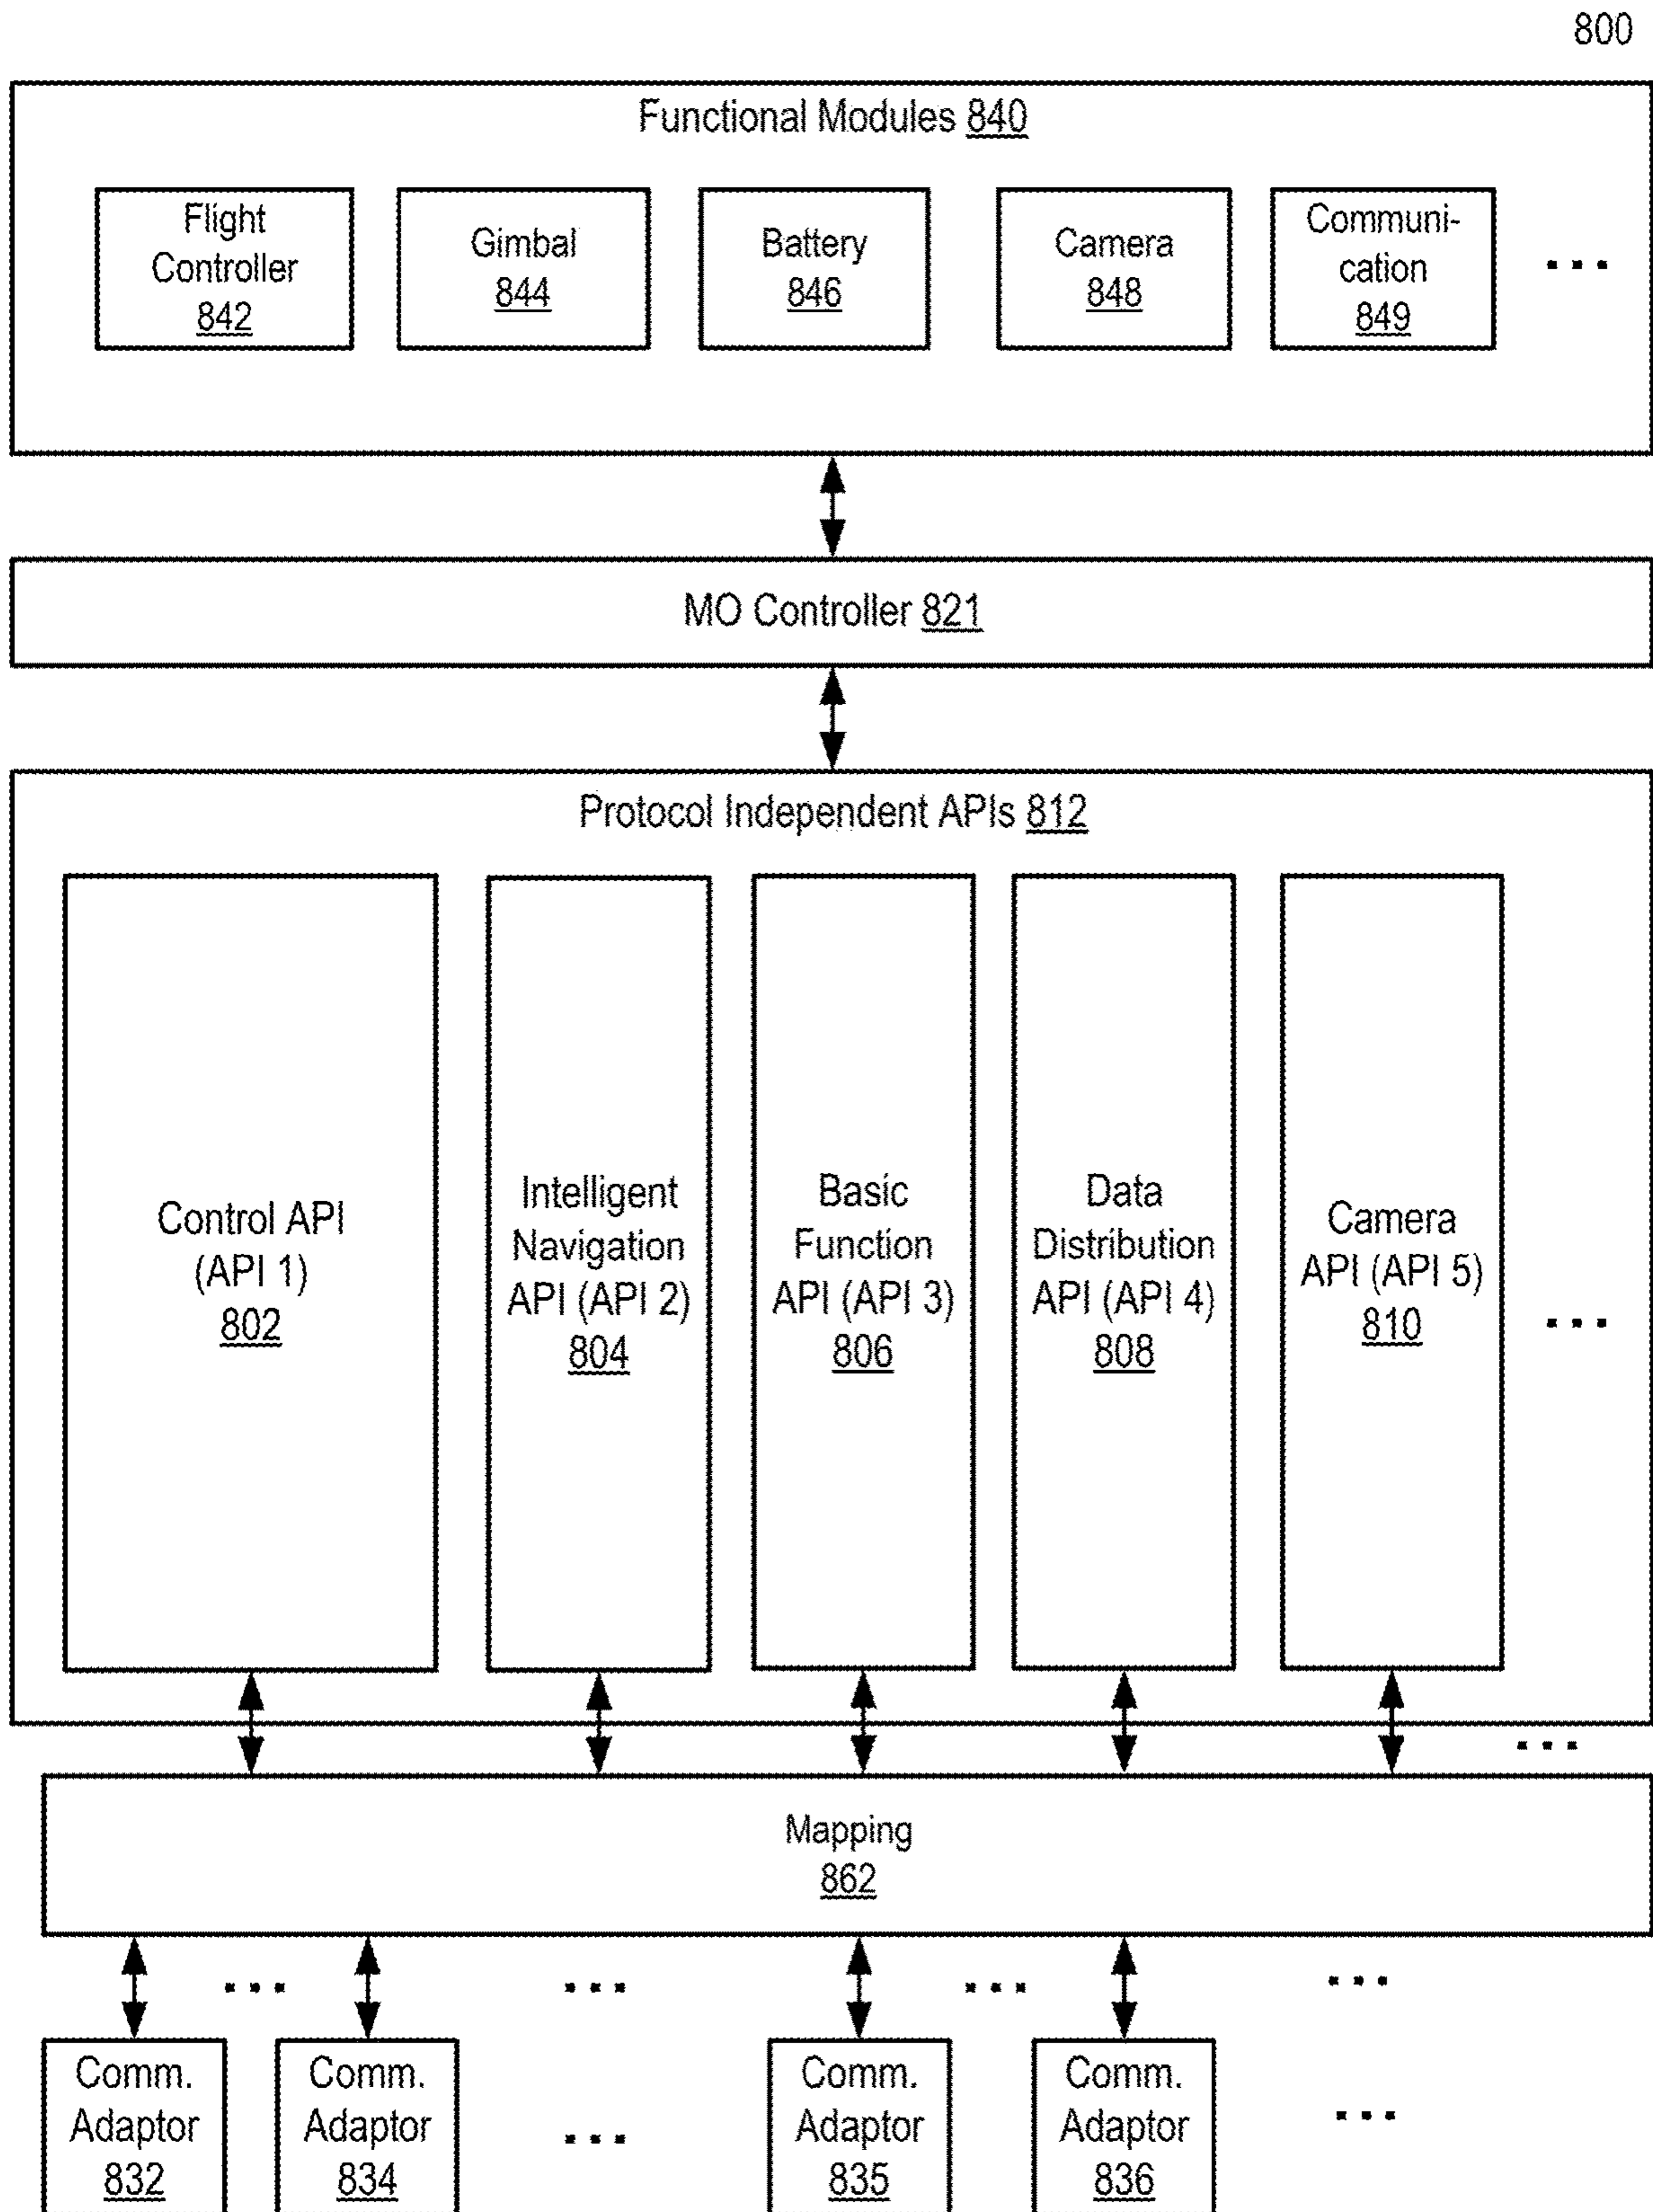 800
Functional Modules 840
Flight
Controller
842
Gimbal
844
Battery
846
Camera
848
Communi-
cation
849
...
MO Controller 821
Protocol Independent APIs 812
Control API
(API 1)
802
Intelligent
Navigation
API (API 2)
804
Basic
Function
API (API 3)
806
Data
Distribution
API (API 4)
808
Camera
API (API 5)
810
...
...
Mapping
862
...
...
...
...
Comm.
Adaptor
832
Comm.
Adaptor
834
...
Comm.
Adaptor
835
Comm.
Adaptor
836
...